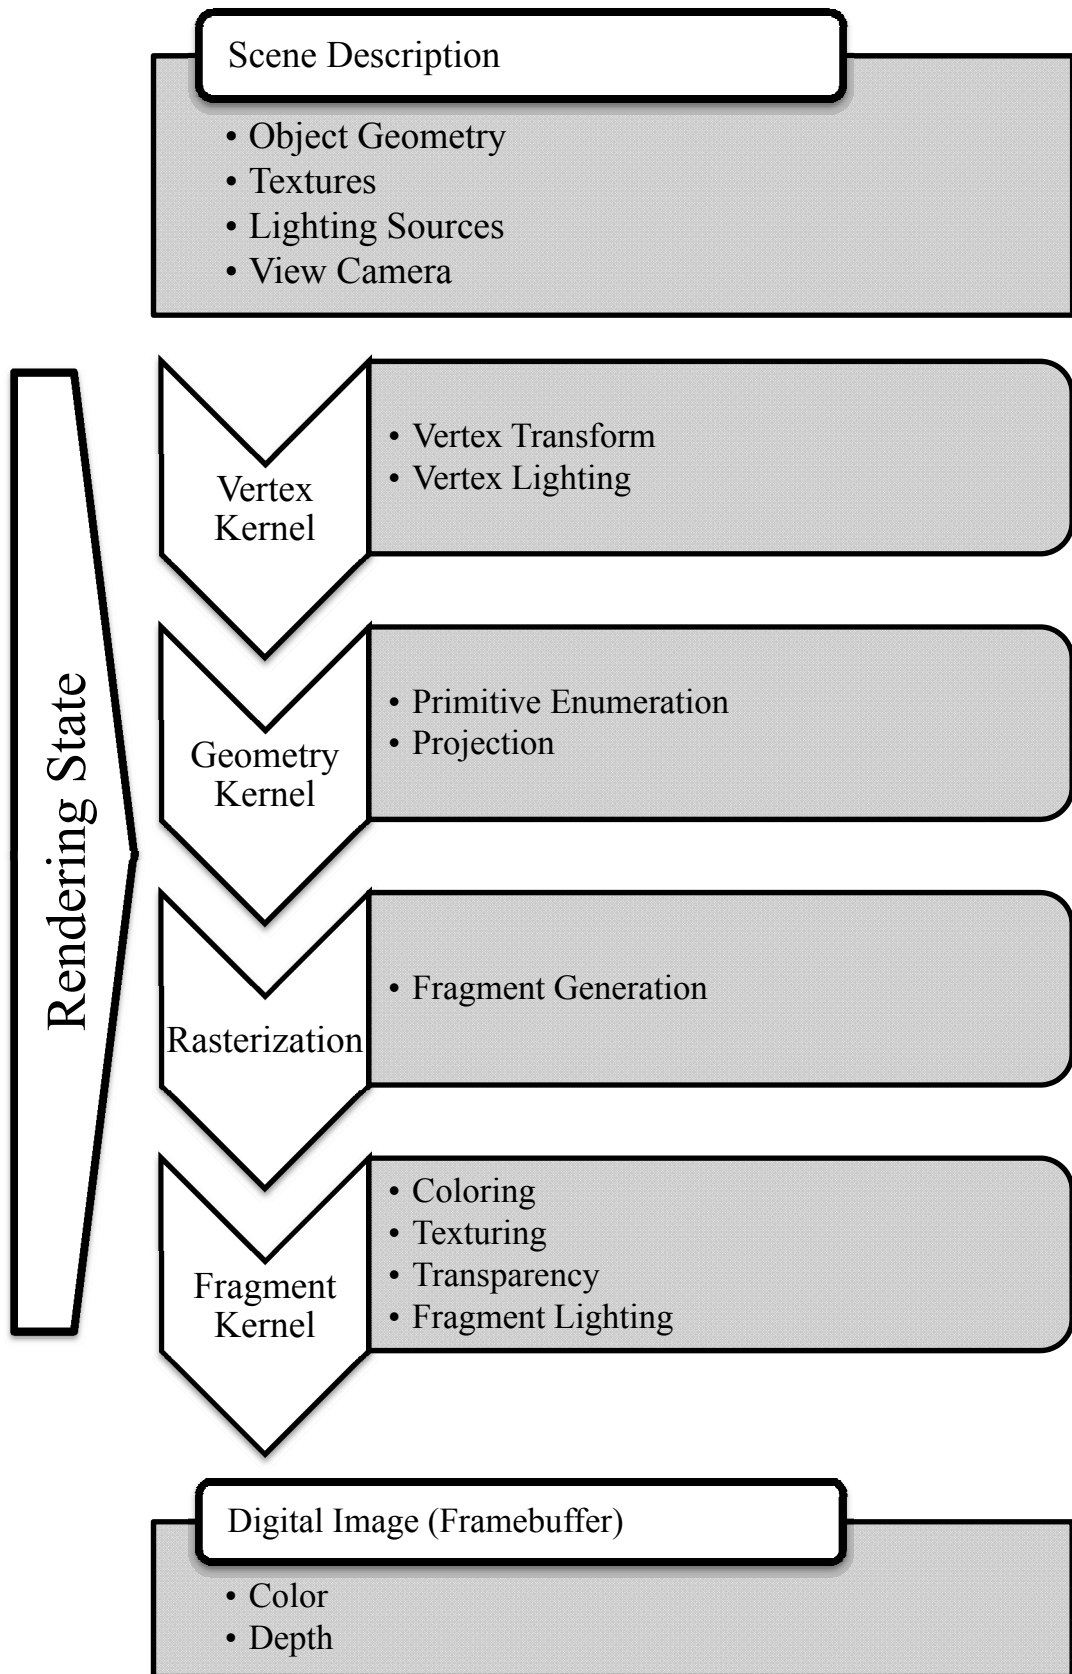 Scene Description
• Object Geometry
• Textures
• Lighting Sources
• View Camera
Rendering State
Vertex
Kernel
• Vertex Transform
• Vertex Lighting
Geometry
Kernel
• Primitive Enumeration
• Projection
Rasterization
• Fragment Generation
Fragment
Kernel
• Coloring
• Texturing
• Transparency
• Fragment Lighting
Digital Image (Framebuffer)
• Color
• Depth